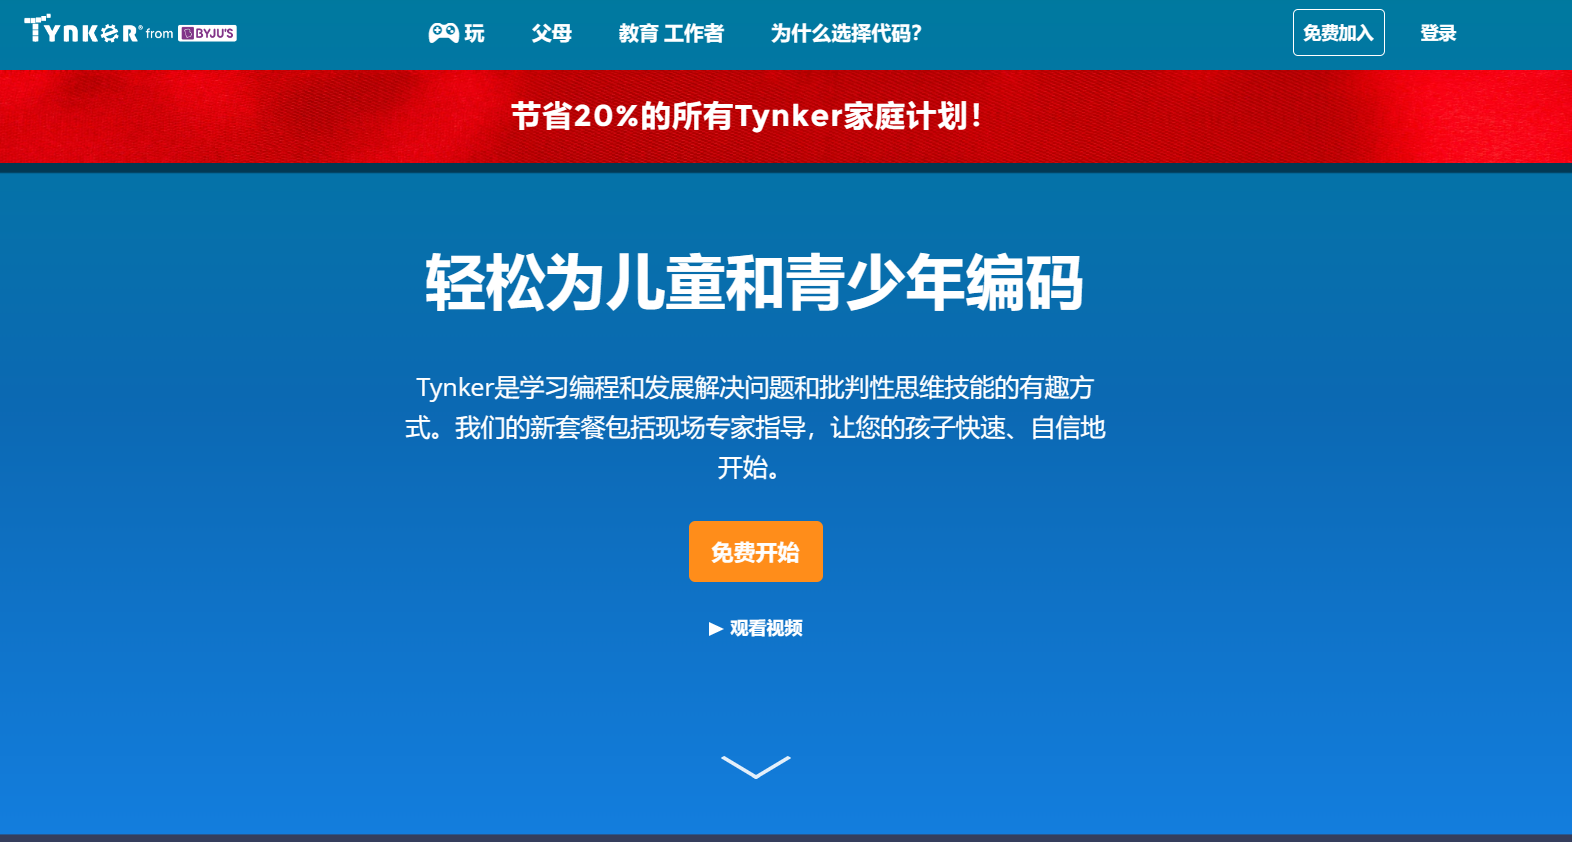 TYNKER® from BYJU'S
玩 父母 教育 工作者 为什么选择代码？ 免费加入 登录
节省20%的所有Tynker家庭计划！
轻松为儿童和青少年编码
Tynker是学习编程和发展解决问题和批判性思维技能的有趣方
式。我们的新套餐包括现场专家指导，让您的孩子快速、自信地
开始。
免费开始
观看视频